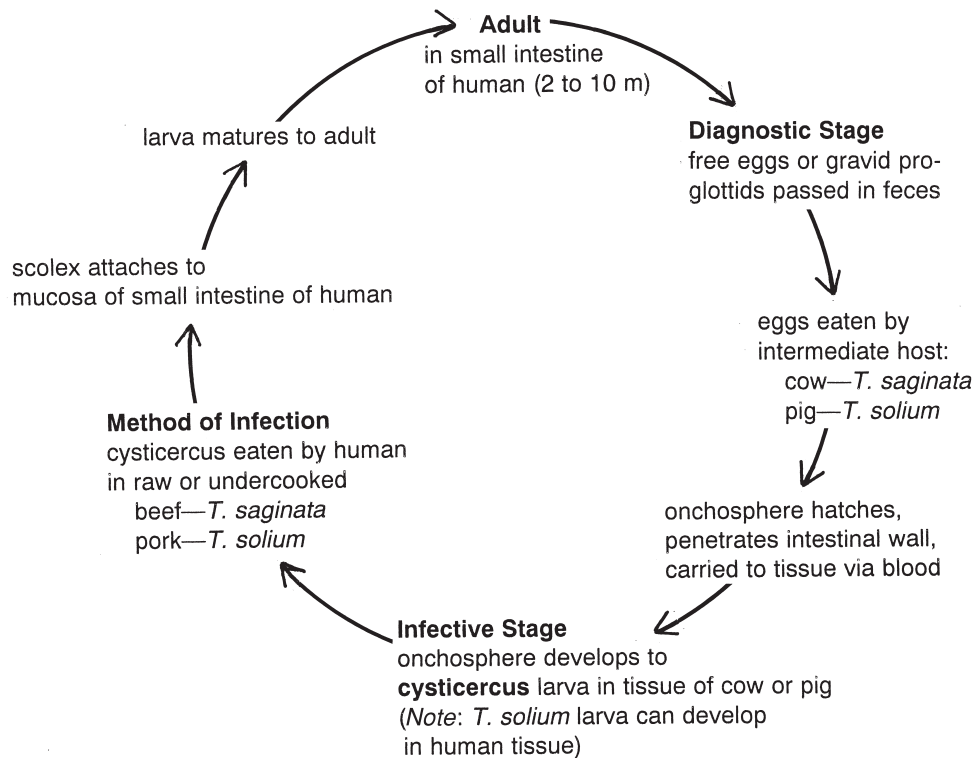 Adult
in small intestine
of human (2 to 10 m)
Diagnostic Stage
free eggs or gravid pro-
glottids passed in feces
eggs eaten by
intermediate host:
cow—T. saginata
pig—T. solium
onchosphere hatches,
penetrates intestinal wall,
carried to tissue via blood
Infective Stage
onchosphere develops to
cysticercus larva in tissue of cow or pig
(Note: T. solium larva can develop
in human tissue)
Method of Infection
cysticercus eaten by human
in raw or undercooked
beef—T. saginata
pork—T. solium
scolex attaches to
mucosa of small intestine of human
larva matures to adult